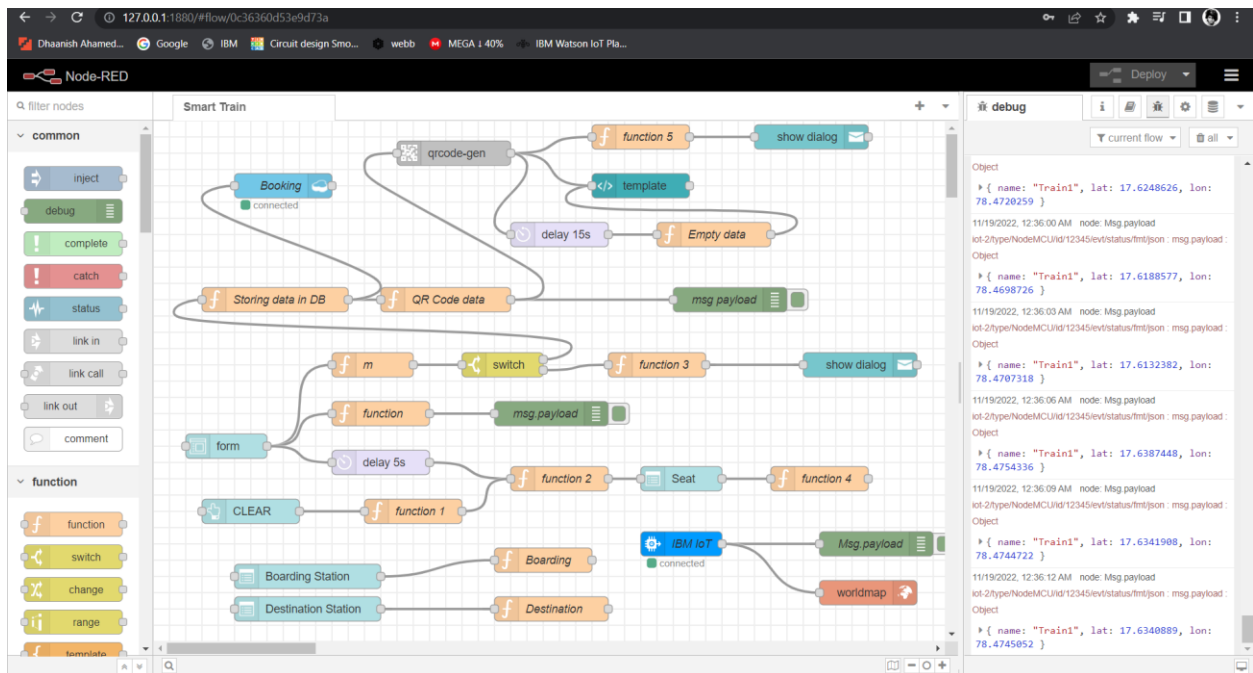 127.0.0.1:1880/#flow/0c36360d53e9d73a
Dhaanish Ahamed... Google IBM Circuit design Smo... webb MEGA ↓ 40% IBM Watson IoT Pla...
Node-RED
Deploy
filter nodes
common
inject
debug
complete
catch
status
link in
link call
link out
comment
function
function
switch
change
range
template
Smart Train
qrcode-gen
function 5
show dialog
Booking
connected
template
delay 15s
Empty data
Storing data in DB
QR Code data
msg payload
m
switch
function 3
show dialog
function
msg.payload
form
delay 5s
function 2
Seat
function 4
CLEAR
function 1
IBM IoT
connected
Msg.payload
Boarding
Boarding Station
worldmap
Destination Station
Destination
debug
i
current flow
all
Object
{ name: "Train1", lat: 17.6248626, lon:
78.4720259 }
11/19/2022, 12:36:00 AM node: Msg.payload
iot-2/type/NodeMCU/id/12345/evt/status/fmt/json : msg.payload :
Object
{ name: "Train1", lat: 17.6188577, lon:
78.4698726 }
11/19/2022, 12:36:03 AM node: Msg.payload
iot-2/type/NodeMCU/id/12345/evt/status/fmt/json : msg.payload :
Object
{ name: "Train1", lat: 17.6132382, lon:
78.4707318 }
11/19/2022, 12:36:06 AM node: Msg.payload
iot-2/type/NodeMCU/id/12345/evt/status/fmt/json : msg.payload :
Object
{ name: "Train1", lat: 17.6387448, lon:
78.4754336 }
11/19/2022, 12:36:09 AM node: Msg.payload
iot-2/type/NodeMCU/id/12345/evt/status/fmt/json : msg.payload :
Object
{ name: "Train1", lat: 17.6341908, lon:
78.4744722 }
11/19/2022, 12:36:12 AM node: Msg.payload
iot-2/type/NodeMCU/id/12345/evt/status/fmt/json : msg.payload :
Object
{ name: "Train1", lat: 17.6340889, lon:
78.4745052 }